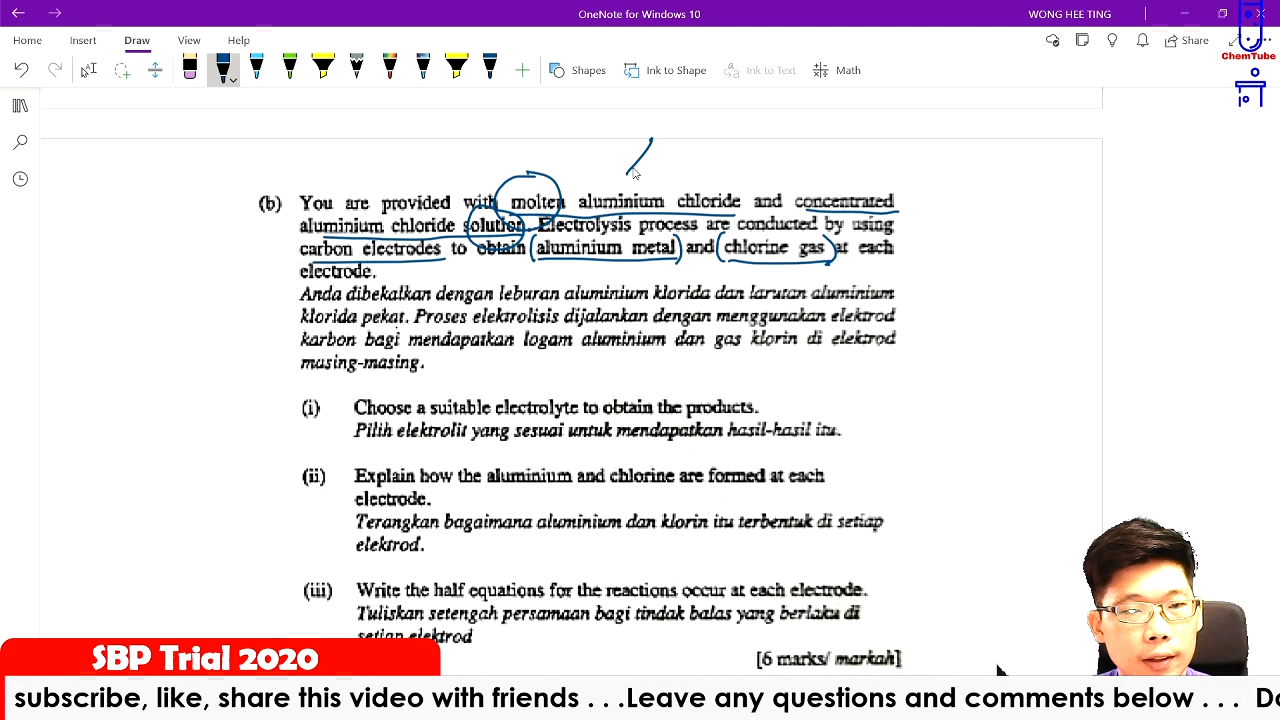 OneNote for Windows 10
WONG HEE TING
Home Insert Draw View Help
Share
Shapes Ink to Shape Ink to Text Math
ChemTube
(b) You are provided with molten aluminium chloride and concentrated
aluminium chloride solution. Electrolysis process are conducted by using
carbon electrodes to obtain aluminium metal and chlorine gas at each
electrode.
Anda dibekalkan dengan leburan aluminium klorida dan larutan aluminium
klorida pekat. Proses elektrolisis dijalankan dengan menggunakan elektrod
karbon bagi mendapatkan logam aluminium dan gas klorin di elektrod
masing-masing.
(i) Choose a suitable electrolyte to obtain the products.
Pilih elektrolit yang sesuai untuk mendapatkan hasil-hasil itu.
(ii) Explain how the aluminium and chlorine are formed at each
electrode.
Terangkan bagaimana aluminium dan klorin itu terbentuk di setiap
elektrod.
(iii) Write the half equations for the reactions occur at each electrode.
Tuliskan setengah persamaan bagi tindak balas yang berlaku di
setiap elektrod
[6 marks/ markah]
SBP Trial 2020
subscribe, like, share this video with friends . . .Leave any questions and comments below . . . Do